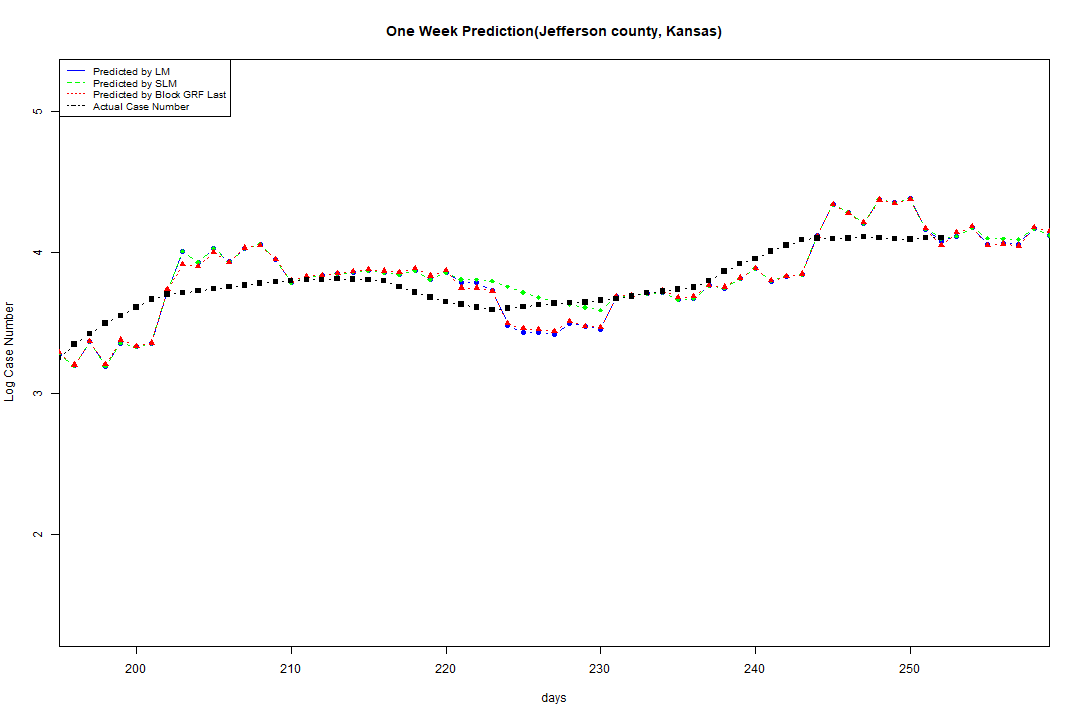 One Week Prediction(Jefferson county, Kansas)
Predicted by LM
Predicted by SLM
Predicted by Block GRF Last
Actual Case Number
5
4
3
2
Log Case Number
200 210 220 230 240 250
days